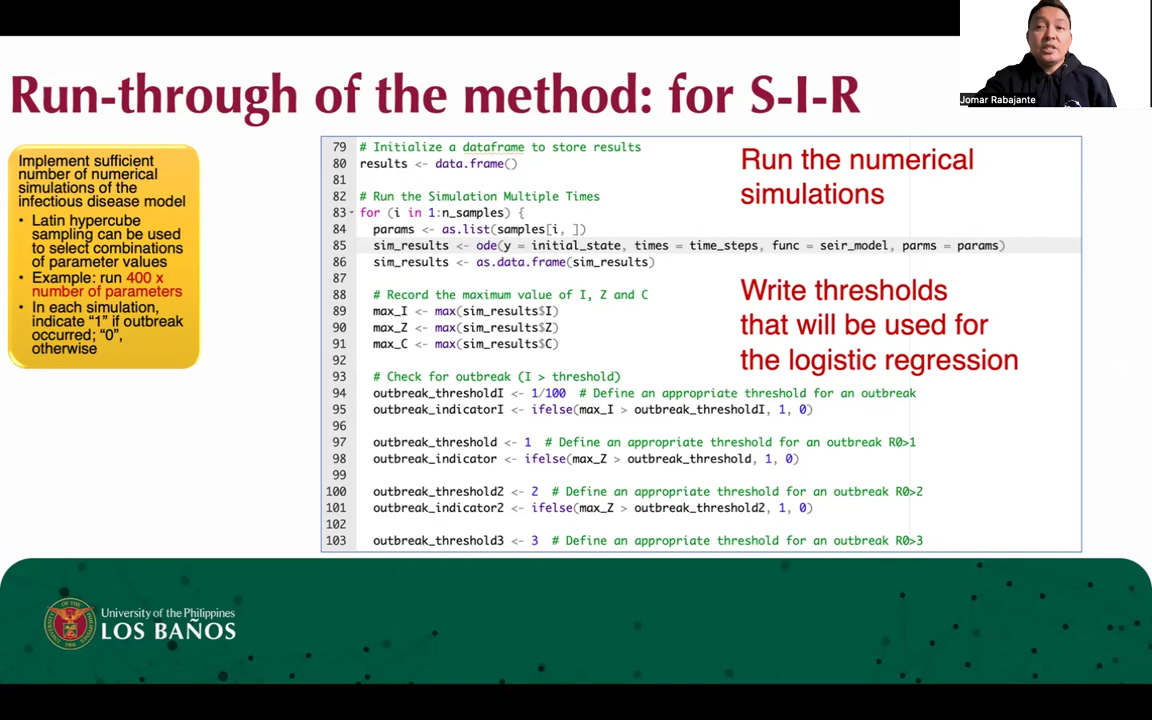 Run-through of the method: for S-I-R
Jomar Rabajante
Implement sufficient
number of numerical
simulations of the
infectious disease model
• Latin hypercube
sampling can be used
to select combinations
of parameter values
• Example: run 400 x
number of parameters
• In each simulation,
indicate “1” if outbreak
occurred; “0”,
otherwise
79 # Initialize a dataframe to store results
80 results <- data.frame()
81
82 # Run the Simulation Multiple Times
83 for (i in 1:n_samples) {
84 params <- as.list(samples[i, ])
85 sim_results <- ode(y = initial_state, times = time_steps, func = seir_model, parms = params)
86 sim_results <- as.data.frame(sim_results)
87
88 # Record the maximum value of I, Z and C
89 max_I <- max(sim_results$I)
90 max_Z <- max(sim_results$Z)
91 max_C <- max(sim_results$C)
92
93 # Check for outbreak (I > threshold)
94 outbreak_thresholdI <- 1/100 # Define an appropriate threshold for an outbreak
95 outbreak_indicatorI <- ifelse(max_I > outbreak_thresholdI, 1, 0)
96
97 outbreak_threshold <- 1 # Define an appropriate threshold for an outbreak R0>1
98 outbreak_indicator <- ifelse(max_Z > outbreak_threshold, 1, 0)
99
100 outbreak_threshold2 <- 2 # Define an appropriate threshold for an outbreak R0>2
101 outbreak_indicator2 <- ifelse(max_Z > outbreak_threshold2, 1, 0)
102
103 outbreak_threshold3 <- 3 # Define an appropriate threshold for an outbreak R0>3
Run the numerical
simulations
Write thresholds
that will be used for
the logistic regression
University of the Philippines
LOS BAÑOS